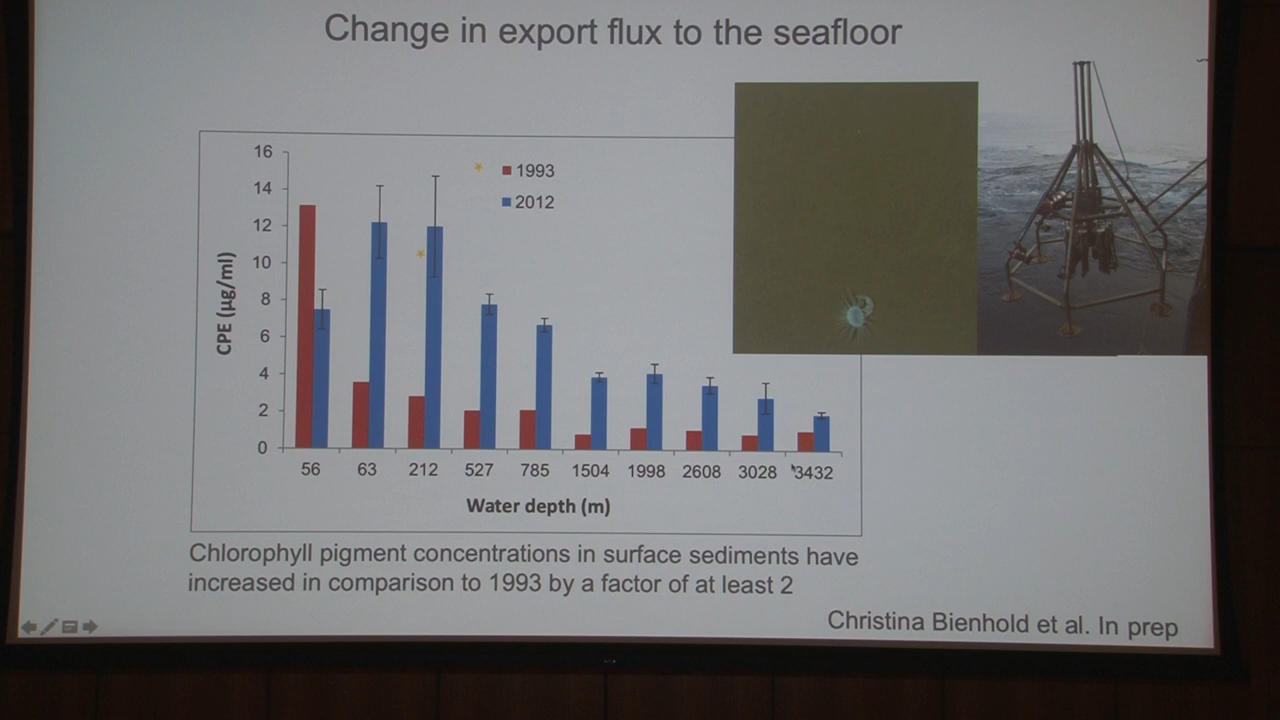 Change in export flux to the seafloor
16
14
12
10
8
6
4
2
0
CPE (µg/ml)
1993
2012
56 63 212 527 785 1504 1998 2608 3028 3432
Water depth (m)
Chlorophyll pigment concentrations in surface sediments have
increased in comparison to 1993 by a factor of at least 2
Christina Bienhold et al. In prep